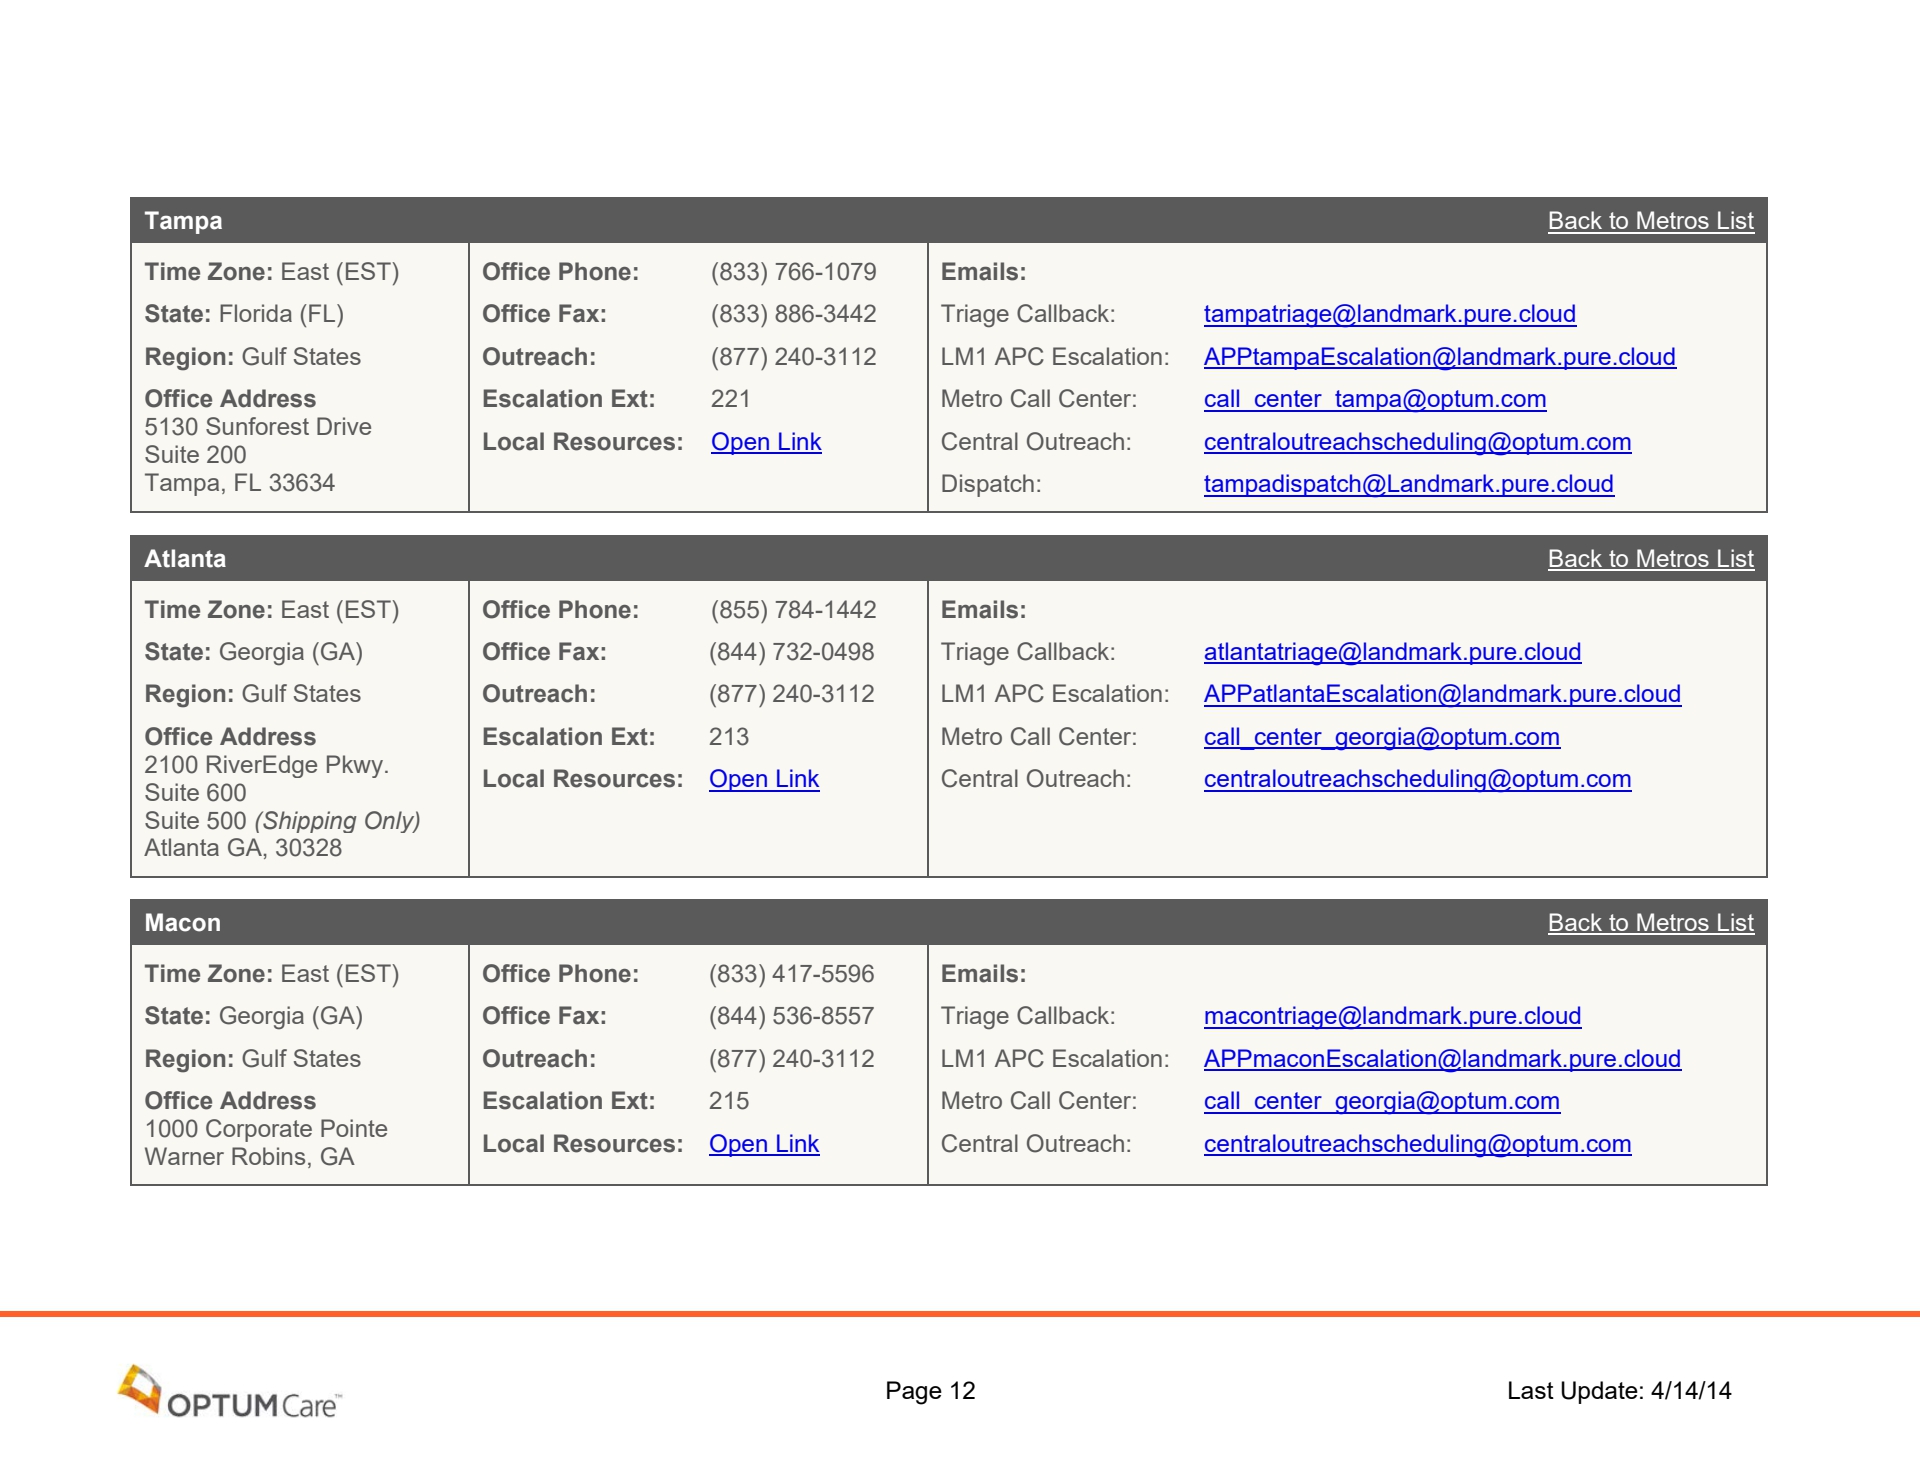 Tampa Back to Metros List
Time Zone: East (EST)
State: Florida (FL)
Region: Gulf States
Office Address
5130 Sunforest Drive
Suite 200
Tampa, FL 33634
Office Phone: (833) 766-1079
Office Fax: (833) 886-3442
Outreach: (877) 240-3112
Escalation Ext: 221
Local Resources: Open Link
Emails:
Triage Callback: tampatriage@landmark.pure.cloud
LM1 APC Escalation: APPtampaEscalation@landmark.pure.cloud
Metro Call Center: call_center_tampa@optum.com
Central Outreach: centraloutreachscheduling@optum.com
Dispatch: tampadispatch@Landmark.pure.cloud
Atlanta Back to Metros List
Time Zone: East (EST)
State: Georgia (GA)
Region: Gulf States
Office Address
2100 RiverEdge Pkwy.
Suite 600
Suite 500 (Shipping Only)
Atlanta GA, 30328
Office Phone: (855) 784-1442
Office Fax: (844) 732-0498
Outreach: (877) 240-3112
Escalation Ext: 213
Local Resources: Open Link
Emails:
Triage Callback: atlantatriage@landmark.pure.cloud
LM1 APC Escalation: APPatlantaEscalation@landmark.pure.cloud
Metro Call Center: call_center_georgia@optum.com
Central Outreach: centraloutreachscheduling@optum.com
Macon Back to Metros List
Time Zone: East (EST)
State: Georgia (GA)
Region: Gulf States
Office Address
1000 Corporate Pointe
Warner Robins, GA
Office Phone: (833) 417-5596
Office Fax: (844) 536-8557
Outreach: (877) 240-3112
Escalation Ext: 215
Local Resources: Open Link
Emails:
Triage Callback: macontriage@landmark.pure.cloud
LM1 APC Escalation: APPmaconEscalation@landmark.pure.cloud
Metro Call Center: call_center_georgia@optum.com
Central Outreach: centraloutreachscheduling@optum.com
OPTUM Care™ Page 12 Last Update: 4/14/14